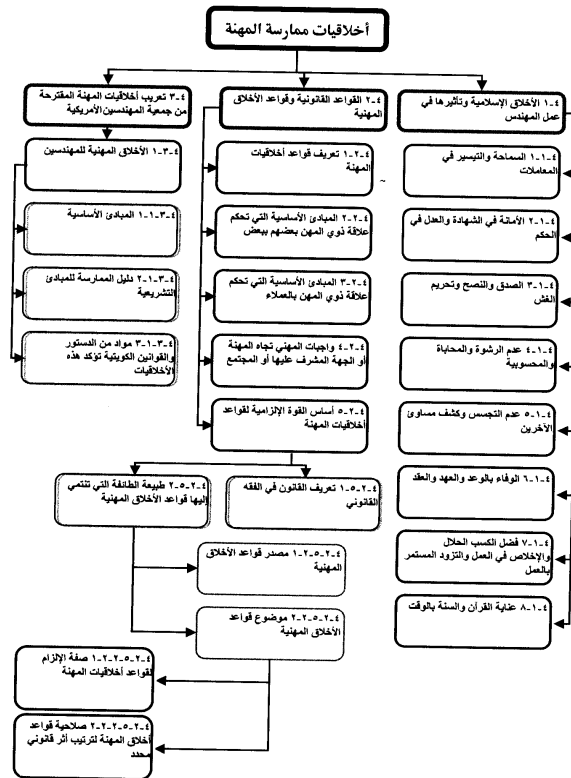 أخلاقيات ممارسة المهنة
٤-١ الأخلاق الإسلامية وتأثيرها في
عمل المهندس
٤-١-١ السماحة والتيسير في
المعاملات
٤-١-٢ الأمانة في الشهادة والعدل في
الحكم
٤-١-٣ الصدق والنصح وتحريم
الغش
٤-١-٤ عدم الرشوة والمحاباة
والمحسوبية
٤-١-٥ عدم التجسس وكشف مساوئ
الآخرين
٤-١-٦ الوفاء بالوعد والعهد والعقد
٤-١-٧ فضل الكسب الحلال
والإخلاص في العمل والتزود المستمر
بالعمل
٤-١-٨ عناية القرآن والسنة بالوقت
٤-٢ القواعد القانونية وقواعد الأخلاق
المهنية
٤-٢-١ تعريف قواعد أخلاقيات
المهنة
٤-٢-٢ المبادئ الأساسية التي تحكم
علاقة ذوي المهن بعضهم ببعض
٤-٢-٣ المبادئ الأساسية التي تحكم
علاقة ذوي المهن بالعملاء
٤-٢-٤ واجبات المهني تجاه المهنة
أو الجهة المشرف عليها أو المجتمع
٤-٢-٥ أساس القوة الإلزامية لقواعد
أخلاقيات المهنة
٤-٢-٥-١ تعريف القانون في الفقه
القانوني
٤-٢-٥-٢ طبيعة الطائفة التي تنتمي
إليها قواعد الأخلاق المهنية
٤-٢-٥-٢-١ مصدر قواعد الأخلاق
المهنية
٤-٢-٥-٢-٢ موضوع قواعد
الأخلاق المهنية
٤-٢-٥-٢-٢-١ صفة الإلزام
لقواعد أخلاقيات المهنة
٤-٢-٥-٢-٢-٢ صلاحية قواعد
أخلاق المهنة لترتيب أثر قانوني
محدد
٤-٣ تعريب أخلاقيات المهنة المقترحة
من جمعية المهندسين الأمريكية
٤-٣-١ الأخلاق المهنية للمهندسين
٤-٣-١-١ المبادئ الأساسية
٤-٣-١-٢ دليل الممارسة للمبادئ
التشريعية
٤-٣-١-٣ مواد من الدستور
والقوانين الكويتية تؤكد هذه
الأخلاقيات